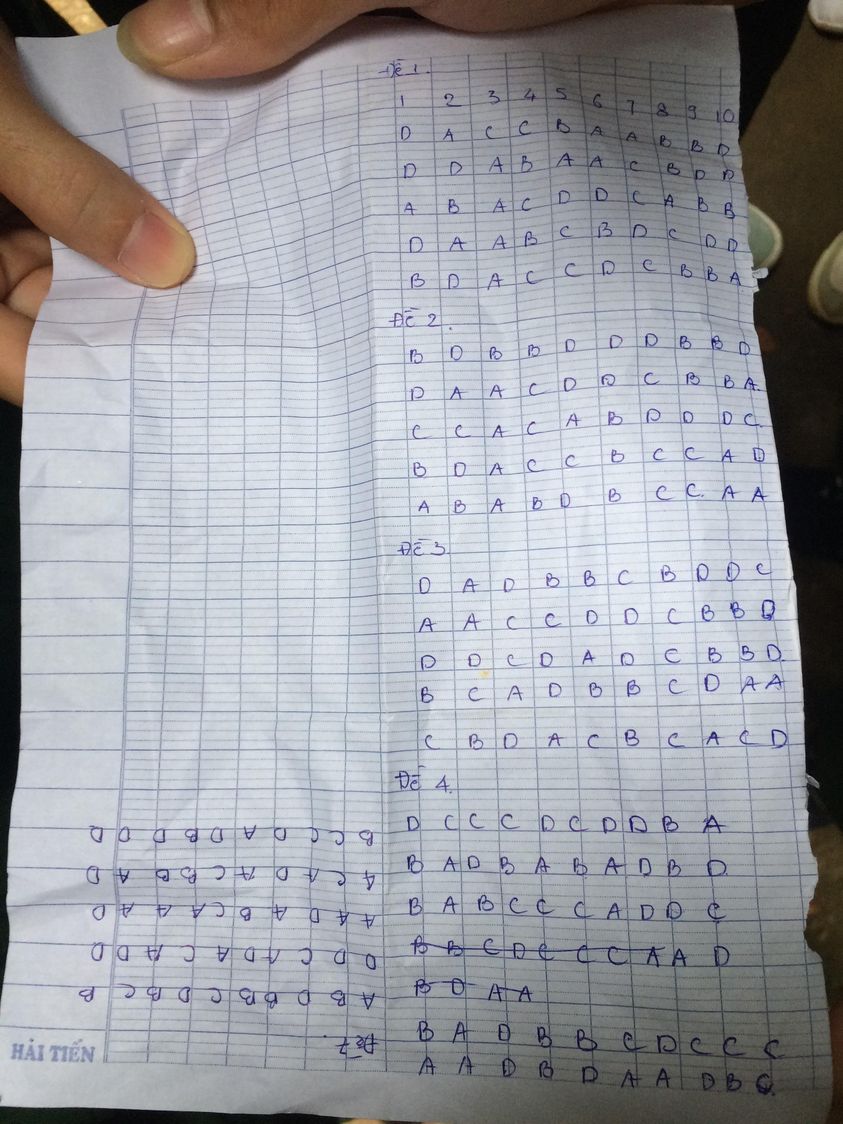 Đề 1.
1 2 3 4 5 6 7 8 9 10
D A C C B A A B B D
D D A B A A C B D D
A B A C D D C A B B
D A A B C B D C D D
B D A C C D C B B A
Đề 2.
B D B B D D D B B D
D A A C D D C B B A.
C C A C A B D D D C.
B D A C C B C C A D
A B A B D B C C. A A
Đề 3
D A D B B C B D D C
A A C C D D C B B D
D D C D A D C B B D.
B C A D B B C D A A
C B D A C B C A C D
Đề 4.
D C C C D C D D B A
B A D B A B A D B D
B A B C C C A D D C
B B C D C C C A A D
B D A A
B A D B B C D C C C
A A D B D A A D B C.
Đề 7.
A B D B B C D B C B
D D C A D A C A D D
A A D A B C A A A D
A C A D A C B B A D
B C C D A D B D D D
HẢI TIẾN